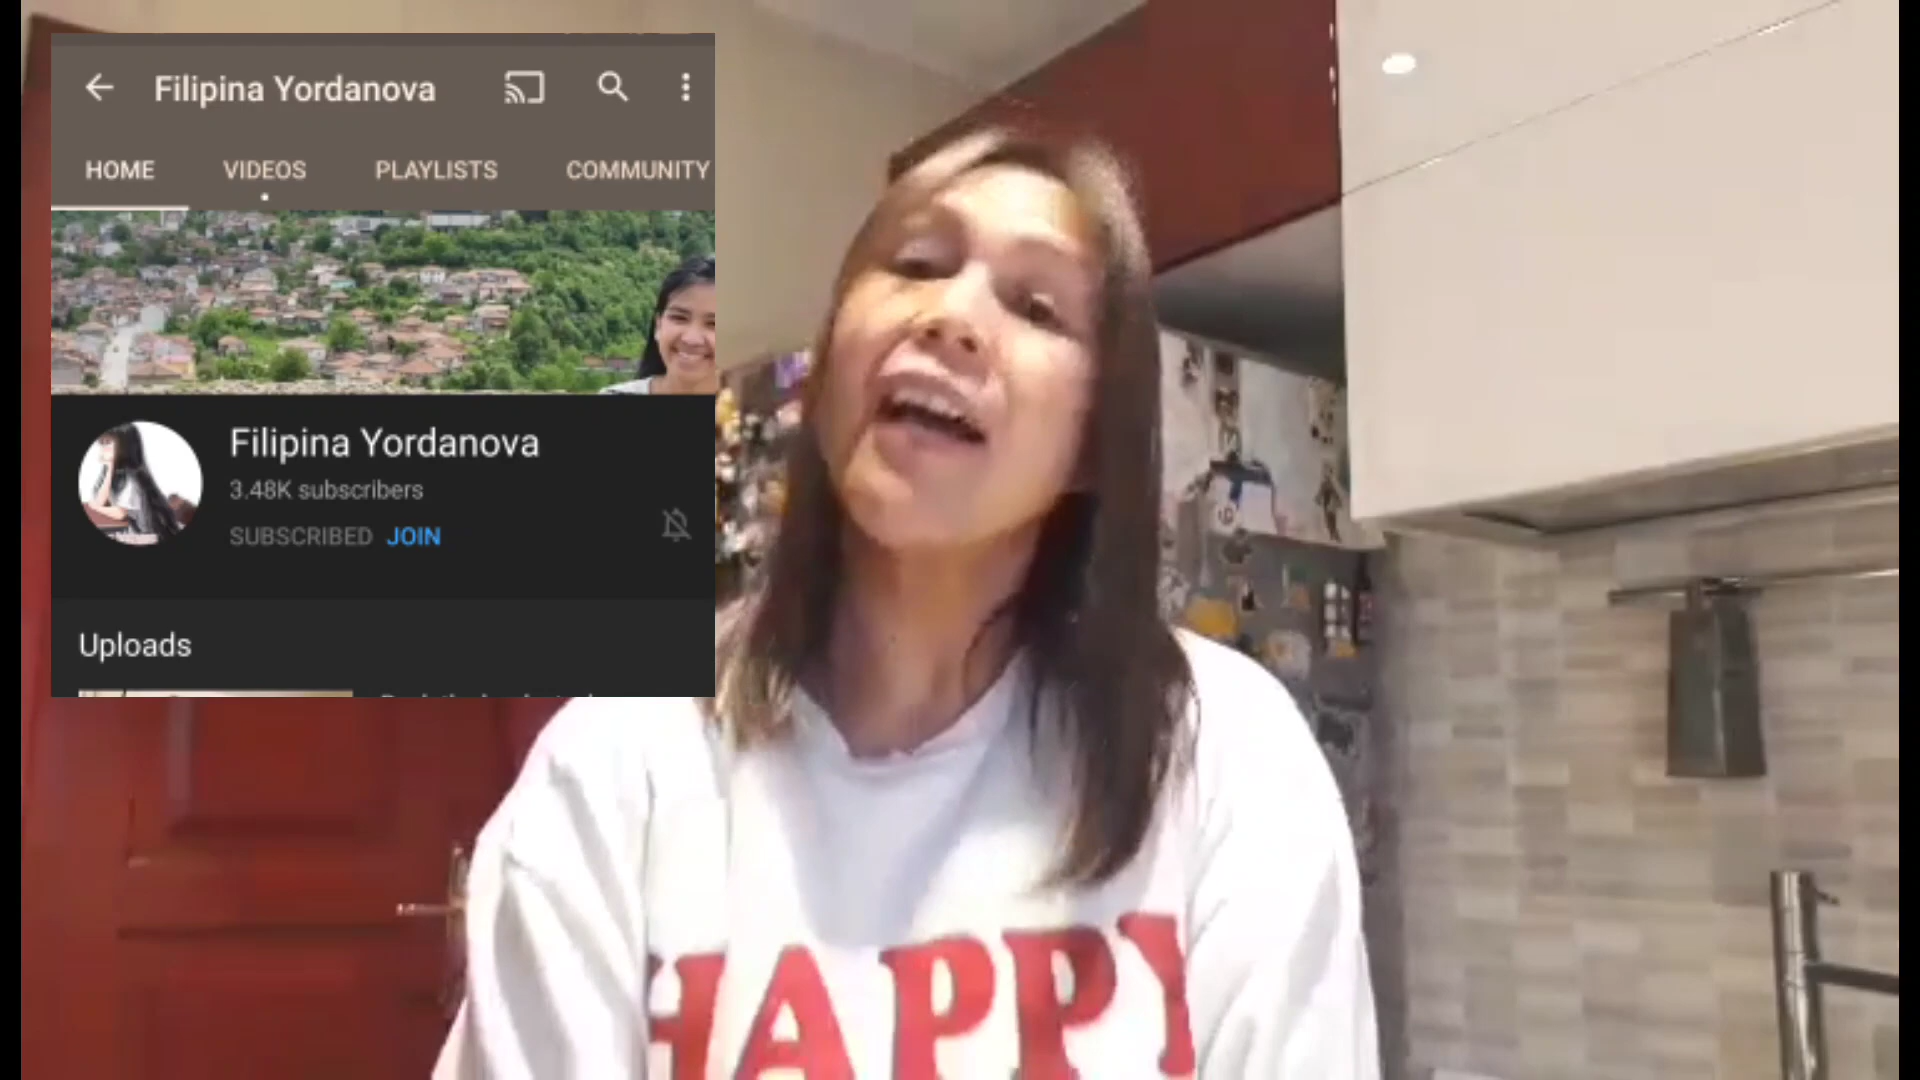 Filipina Yordanova
HOME VIDEOS PLAYLISTS COMMUNITY
Filipina Yordanova
3.48K subscribers
SUBSCRIBED JOIN
Uploads
HAPPY